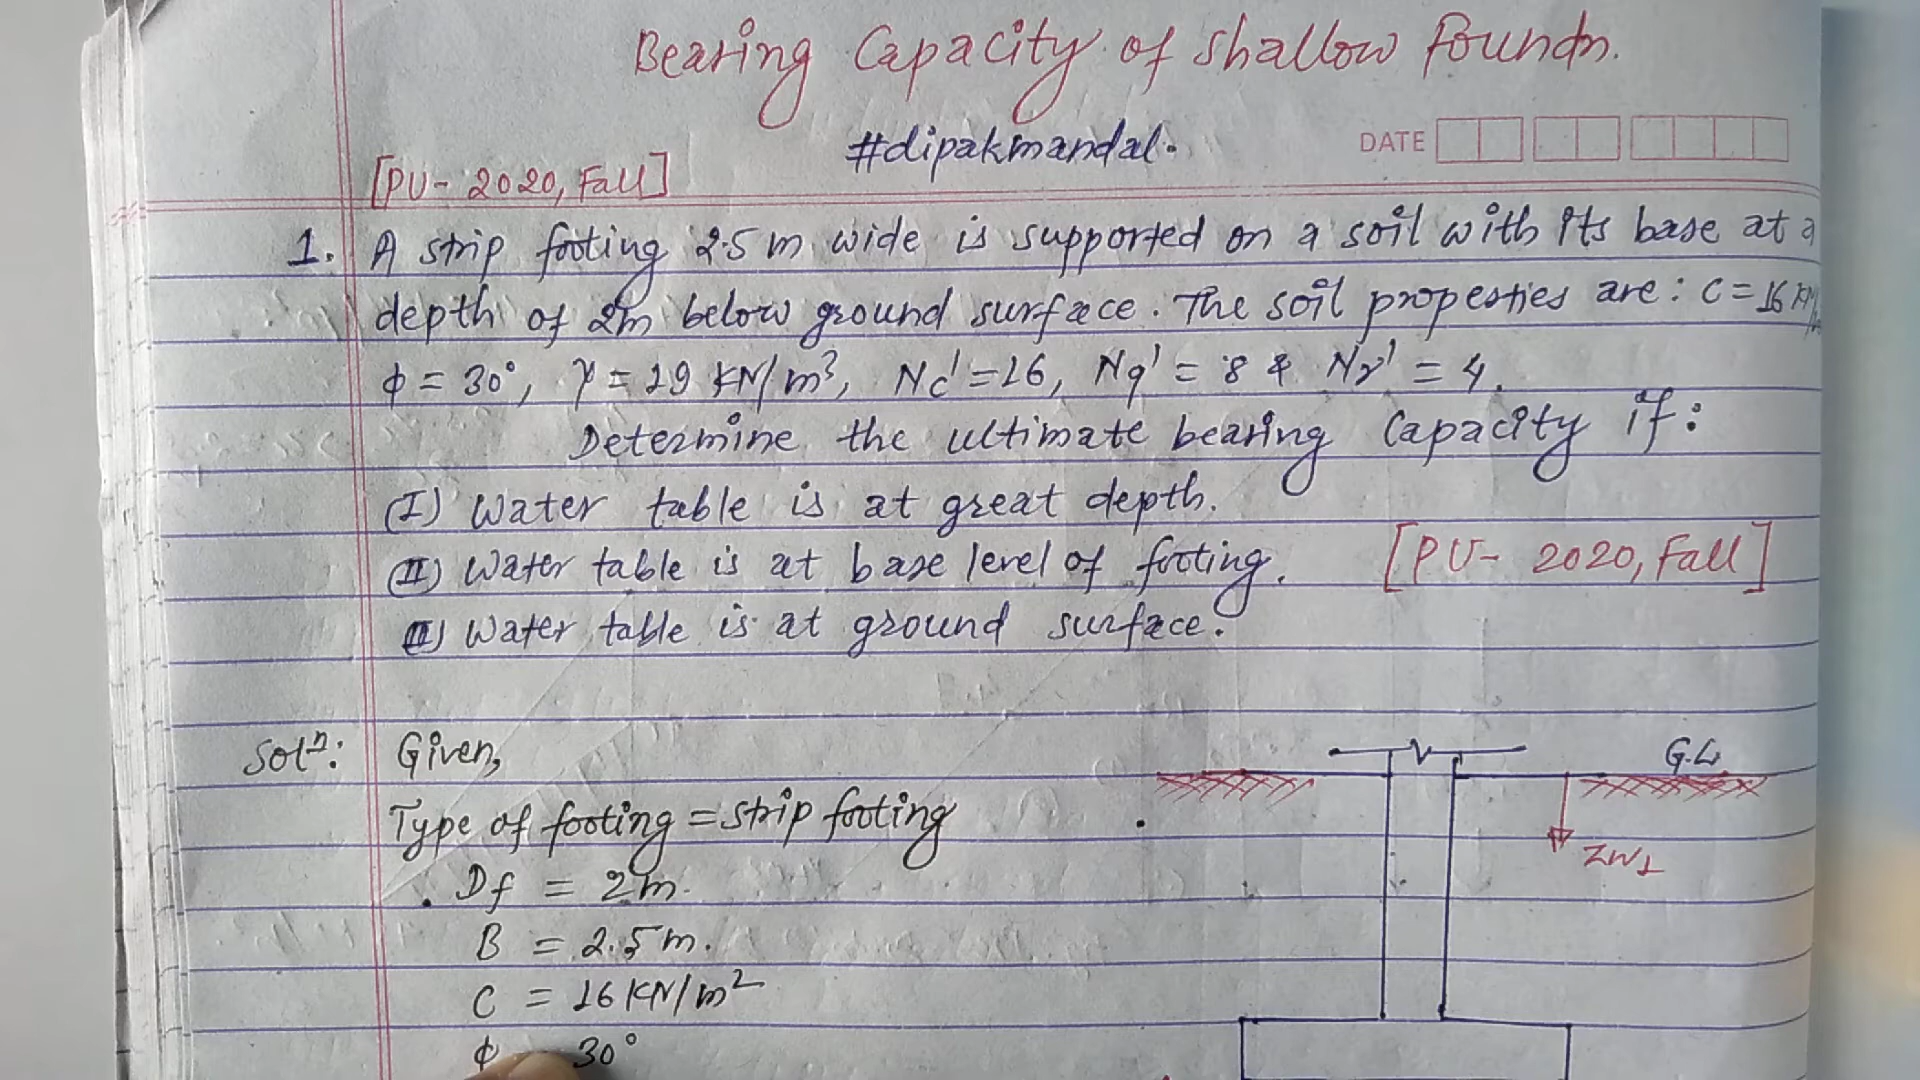 Bearing Capacity of Shallow Foundn.
#dipakmandal.
DATE
[PU- 2020, Fall]
1. A strip footing 2.5 m wide is supported on a soil with its base at a
depth of 2m below ground surface. The soil properties are: C = 16 KN/m
ϕ = 30°, γ = 19 KN/m³, Nc' = 16, Nq' = 8 & Nγ' = 4.
Determine the ultimate bearing Capacity if:
(I) Water table is at great depth.
(II) Water table is at base level of footing.
[PU- 2020, Fall]
(III) Water table is at ground surface.
Solⁿ: Given,
G.L
Type of footing = strip footing
ZW1
Df = 2m.
B = 2.5 m.
C = 16 KN/m²
ϕ 30°